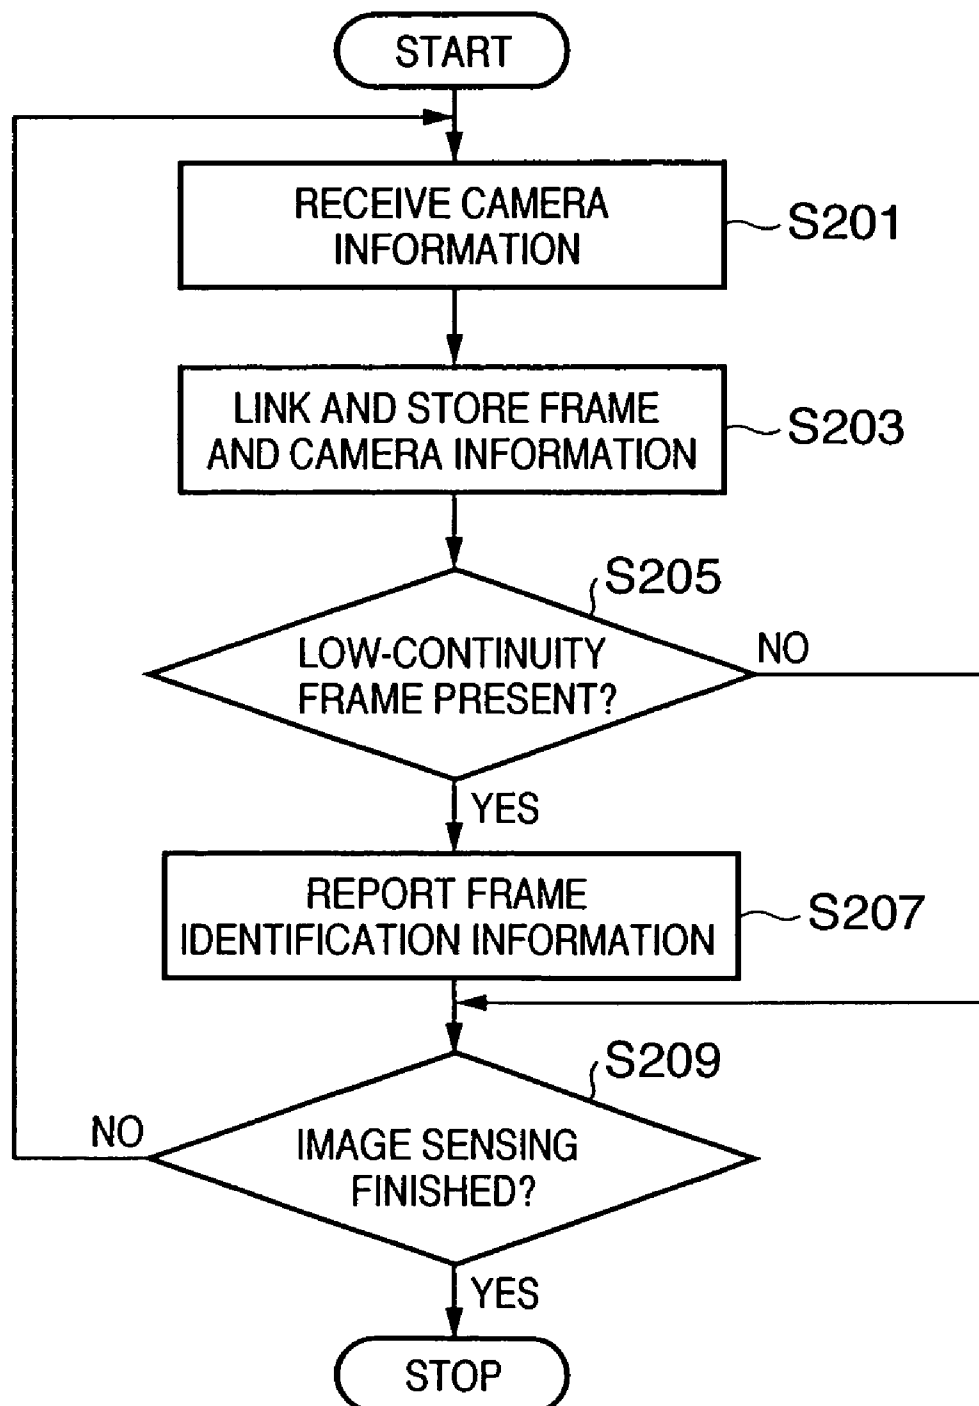 START
RECEIVE CAMERA
INFORMATION
S201
LINK AND STORE FRAME
AND CAMERA INFORMATION
S203
S205
LOW-CONTINUITY
FRAME PRESENT?
NO
YES
REPORT FRAME
IDENTIFICATION INFORMATION
S207
S209
NO
IMAGE SENSING
FINISHED?
YES
STOP